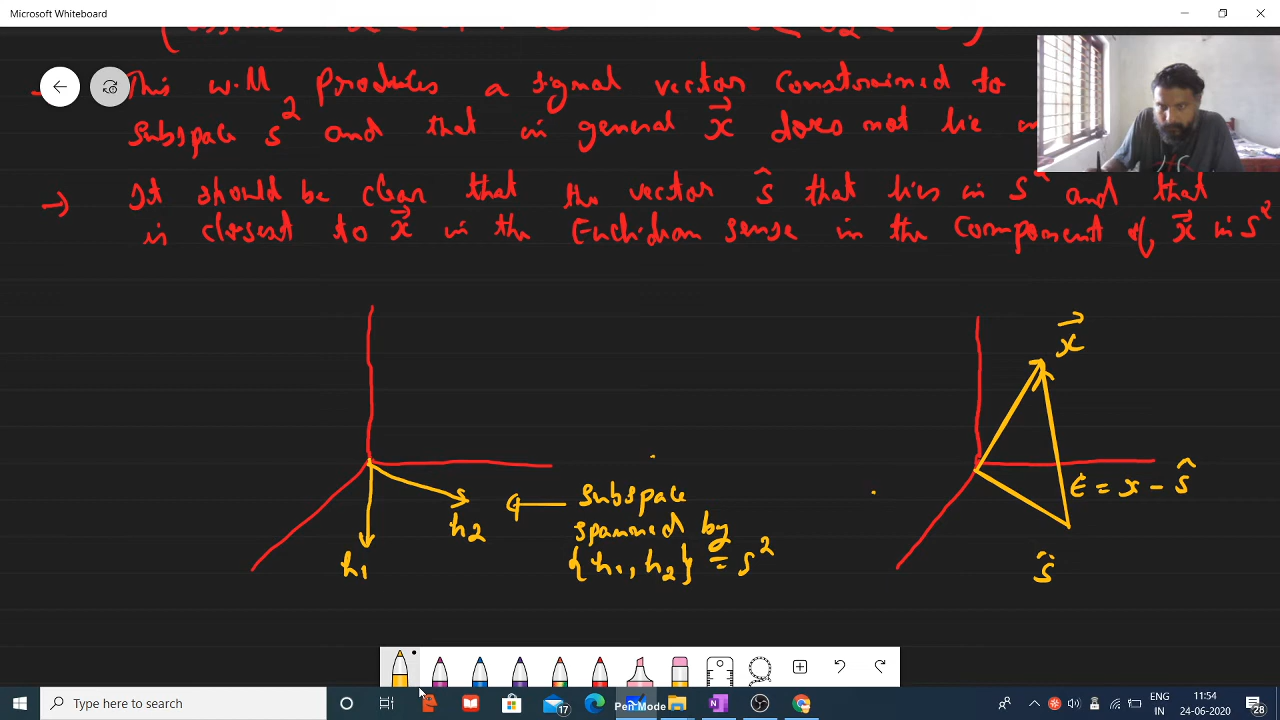 Microsoft Whiteboard
This w.M produces a signal vector constrained to
subspace s² and that in general x⃗ does not lie in
→ It should be clear that the vector ŝ that lies in s² and that
is closest to x⃗ in the Euclidian sense in the component of x⃗ in s²
x⃗
h₁
h₂
subspace
spanned by
{h₁, h₂} = s²
ε = x - ŝ
ŝ
Type here to search
17
Pen Mode
ENG
IN
11:54
24-06-2020
28